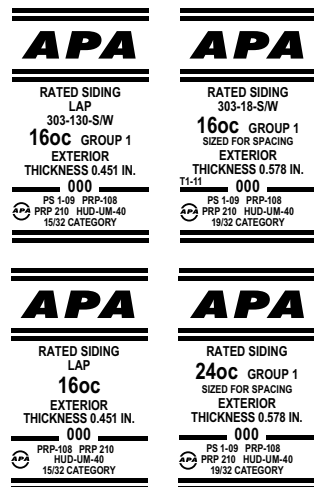 APA
RATED SIDING
LAP
303-130-S/W
16oc GROUP 1
EXTERIOR
THICKNESS 0.451 IN.
000
PS 1-09 PRP-108
APA PRP 210 HUD-UM-40
15/32 CATEGORY
APA
RATED SIDING
303-18-S/W
16oc GROUP 1
SIZED FOR SPACING
EXTERIOR
THICKNESS 0.578 IN.
T1-11 000
PS 1-09 PRP-108
APA PRP 210 HUD-UM-40
19/32 CATEGORY
APA
RATED SIDING
LAP
16oc
EXTERIOR
THICKNESS 0.451 IN.
000
PRP-108 PRP 210
APA HUD-UM-40
15/32 CATEGORY
APA
RATED SIDING
24oc GROUP 1
SIZED FOR SPACING
EXTERIOR
THICKNESS 0.578 IN.
000
PS 1-09 PRP-108
APA PRP 210 HUD-UM-40
19/32 CATEGORY